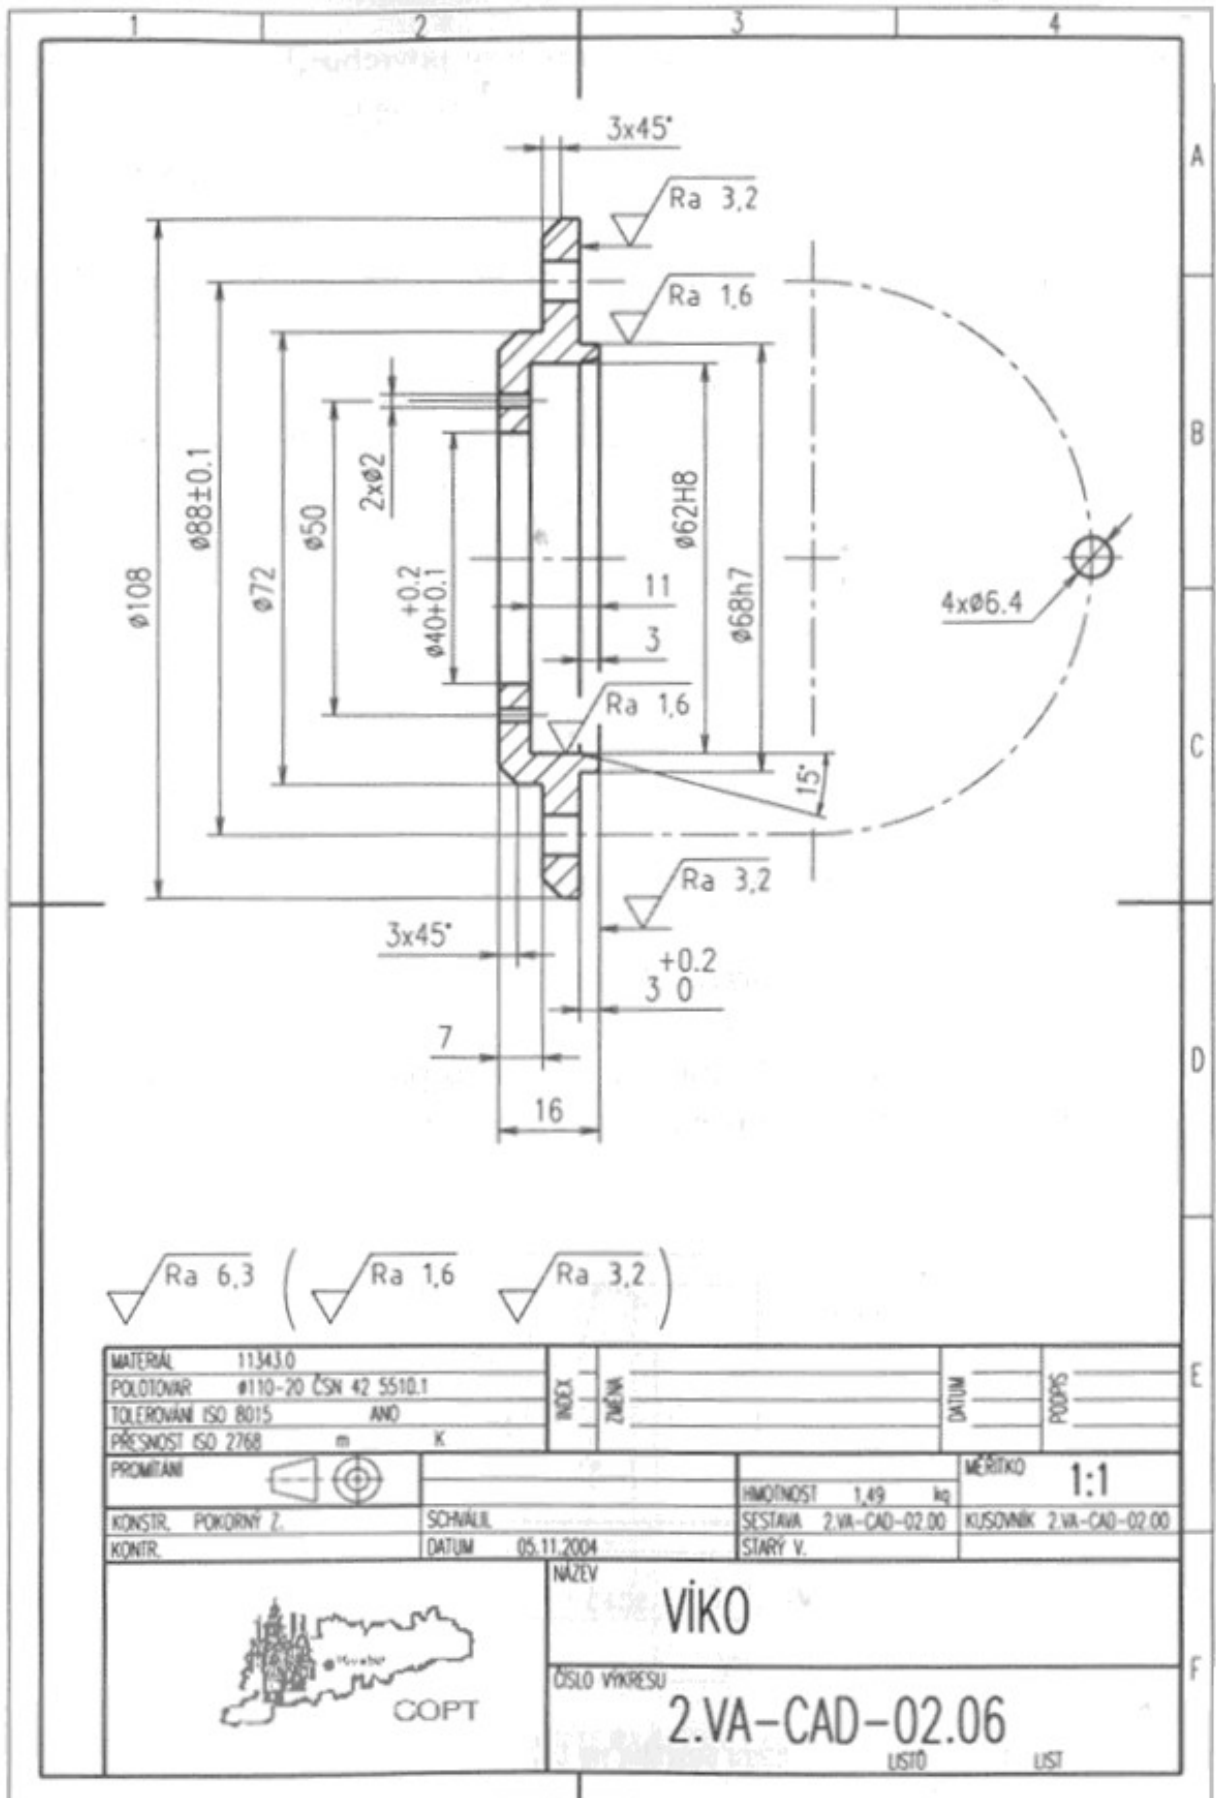 1 2 3 4
A
B
C
D
E
F
3x45°
Ra 3,2
Ra 1,6
ø108
ø88±0.1
ø72
ø50
2xø2
+0.2
ø40+0.1
11
3
ø62H8
ø68h7
4xø6.4
Ra 1,6
15°
Ra 3,2
3x45°
+0.2
3 0
7
16
Ra 6,3 ( Ra 1,6 Ra 3,2 )
MATERIÁL 11343.0
POLOTOVAR ø110-20 ČSN 42 5510.1
TOLEROVÁNÍ ISO 8015 ANO
PŘESNOST ISO 2768 m K
INDEX
ZMĚNA
DATUM
PODPIS
PROMÍTÁNÍ
HMOTNOST 1,49 kg
MĚŘÍTKO 1:1
KONSTR. POKORNÝ Z.
SCHVÁLIL
SESTAVA 2.VA-CAD-02.00
KUSOVNÍK 2.VA-CAD-02.00
KONTR.
DATUM 05.11.2004
STARÝ V.
COPT
NÁZEV
VÍKO
ČÍSLO VÝKRESU
2.VA-CAD-02.06
LISTŮ LIST